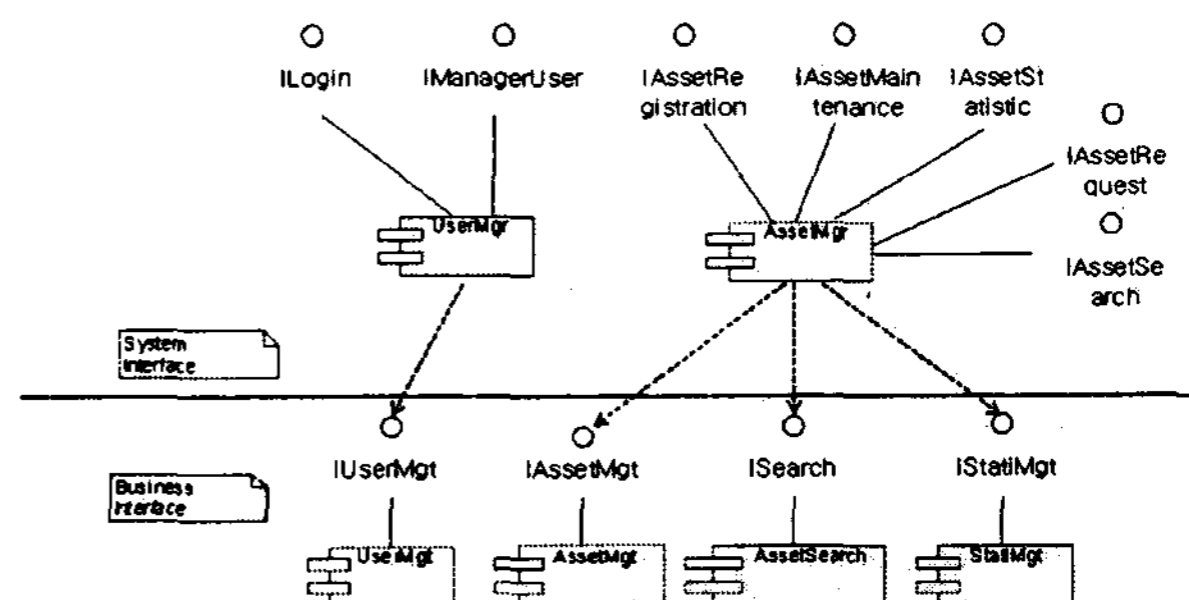 ILogin
IManagerUser
IAssetRe
gistration
IAssetMain
tenance
IAssetSt
atistic
IAssetRe
quest
IAssetSe
arch
UserMgr
AssetMgr
System
Interface
IUserMgt
IAssetMgt
ISearch
IStatiMgt
Business
Interface
UserMgt
AssetMgt
AssetSearch
StatiMgt